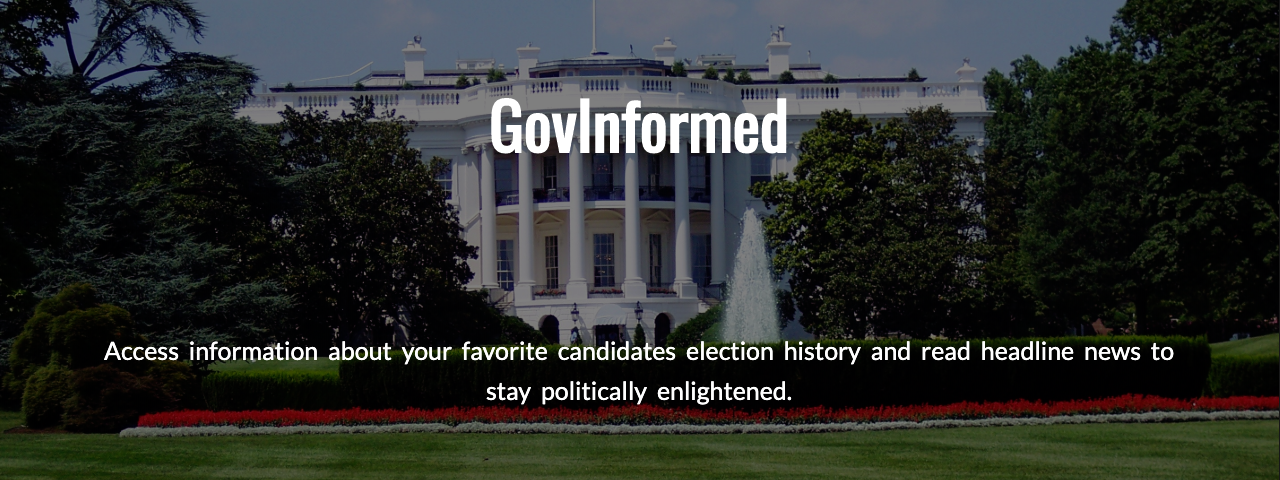 GovInformed
Access information about your favorite candidates election history and read headline news to
stay politically enlightened.